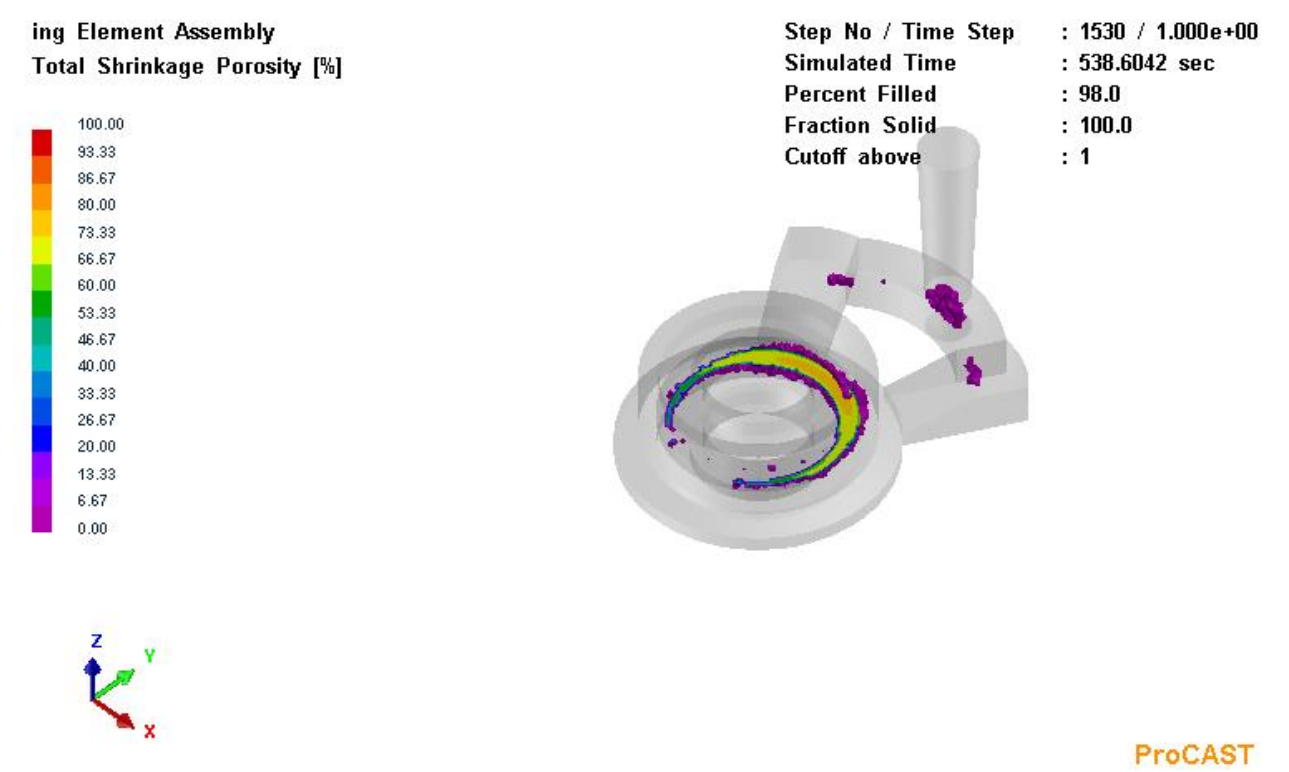 ing Element Assembly
Total Shrinkage Porosity [%]
Step No / Time Step : 1530 / 1.000e+00
Simulated Time : 538.6042 sec
Percent Filled : 98.0
Fraction Solid : 100.0
Cutoff above : 1
100.00
93.33
86.67
80.00
73.33
66.67
60.00
53.33
46.67
40.00
33.33
26.67
20.00
13.33
6.67
0.00
Z
Y
X
ProCAST